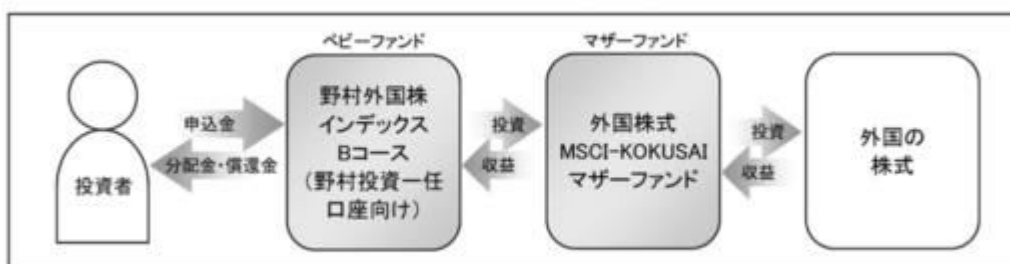 ベビーファンド
マザーファンド
投資者
申込金
分配金・償還金
野村外国株
インデックス
Bコース
(野村投資一任
口座向け)
投資
収益
外国株式
MSCI-KOKUSAI
マザーファンド
投資
収益
外国の
株式